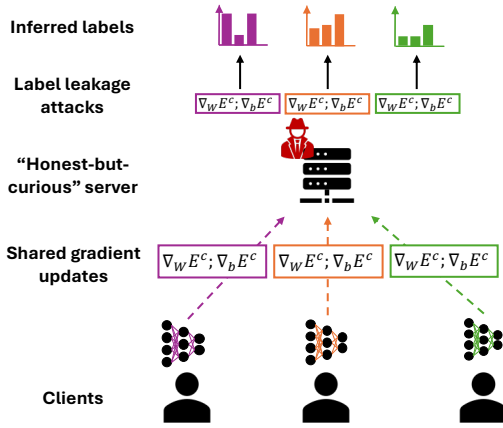 Inferred labels
Label leakage
attacks
∇_W E^c; ∇_b E^c ∇_W E^c; ∇_b E^c ∇_W E^c; ∇_b E^c
“Honest-but-
curious” server
Shared gradient
updates
∇_W E^c; ∇_b E^c ∇_W E^c; ∇_b E^c ∇_W E^c; ∇_b E^c
Clients